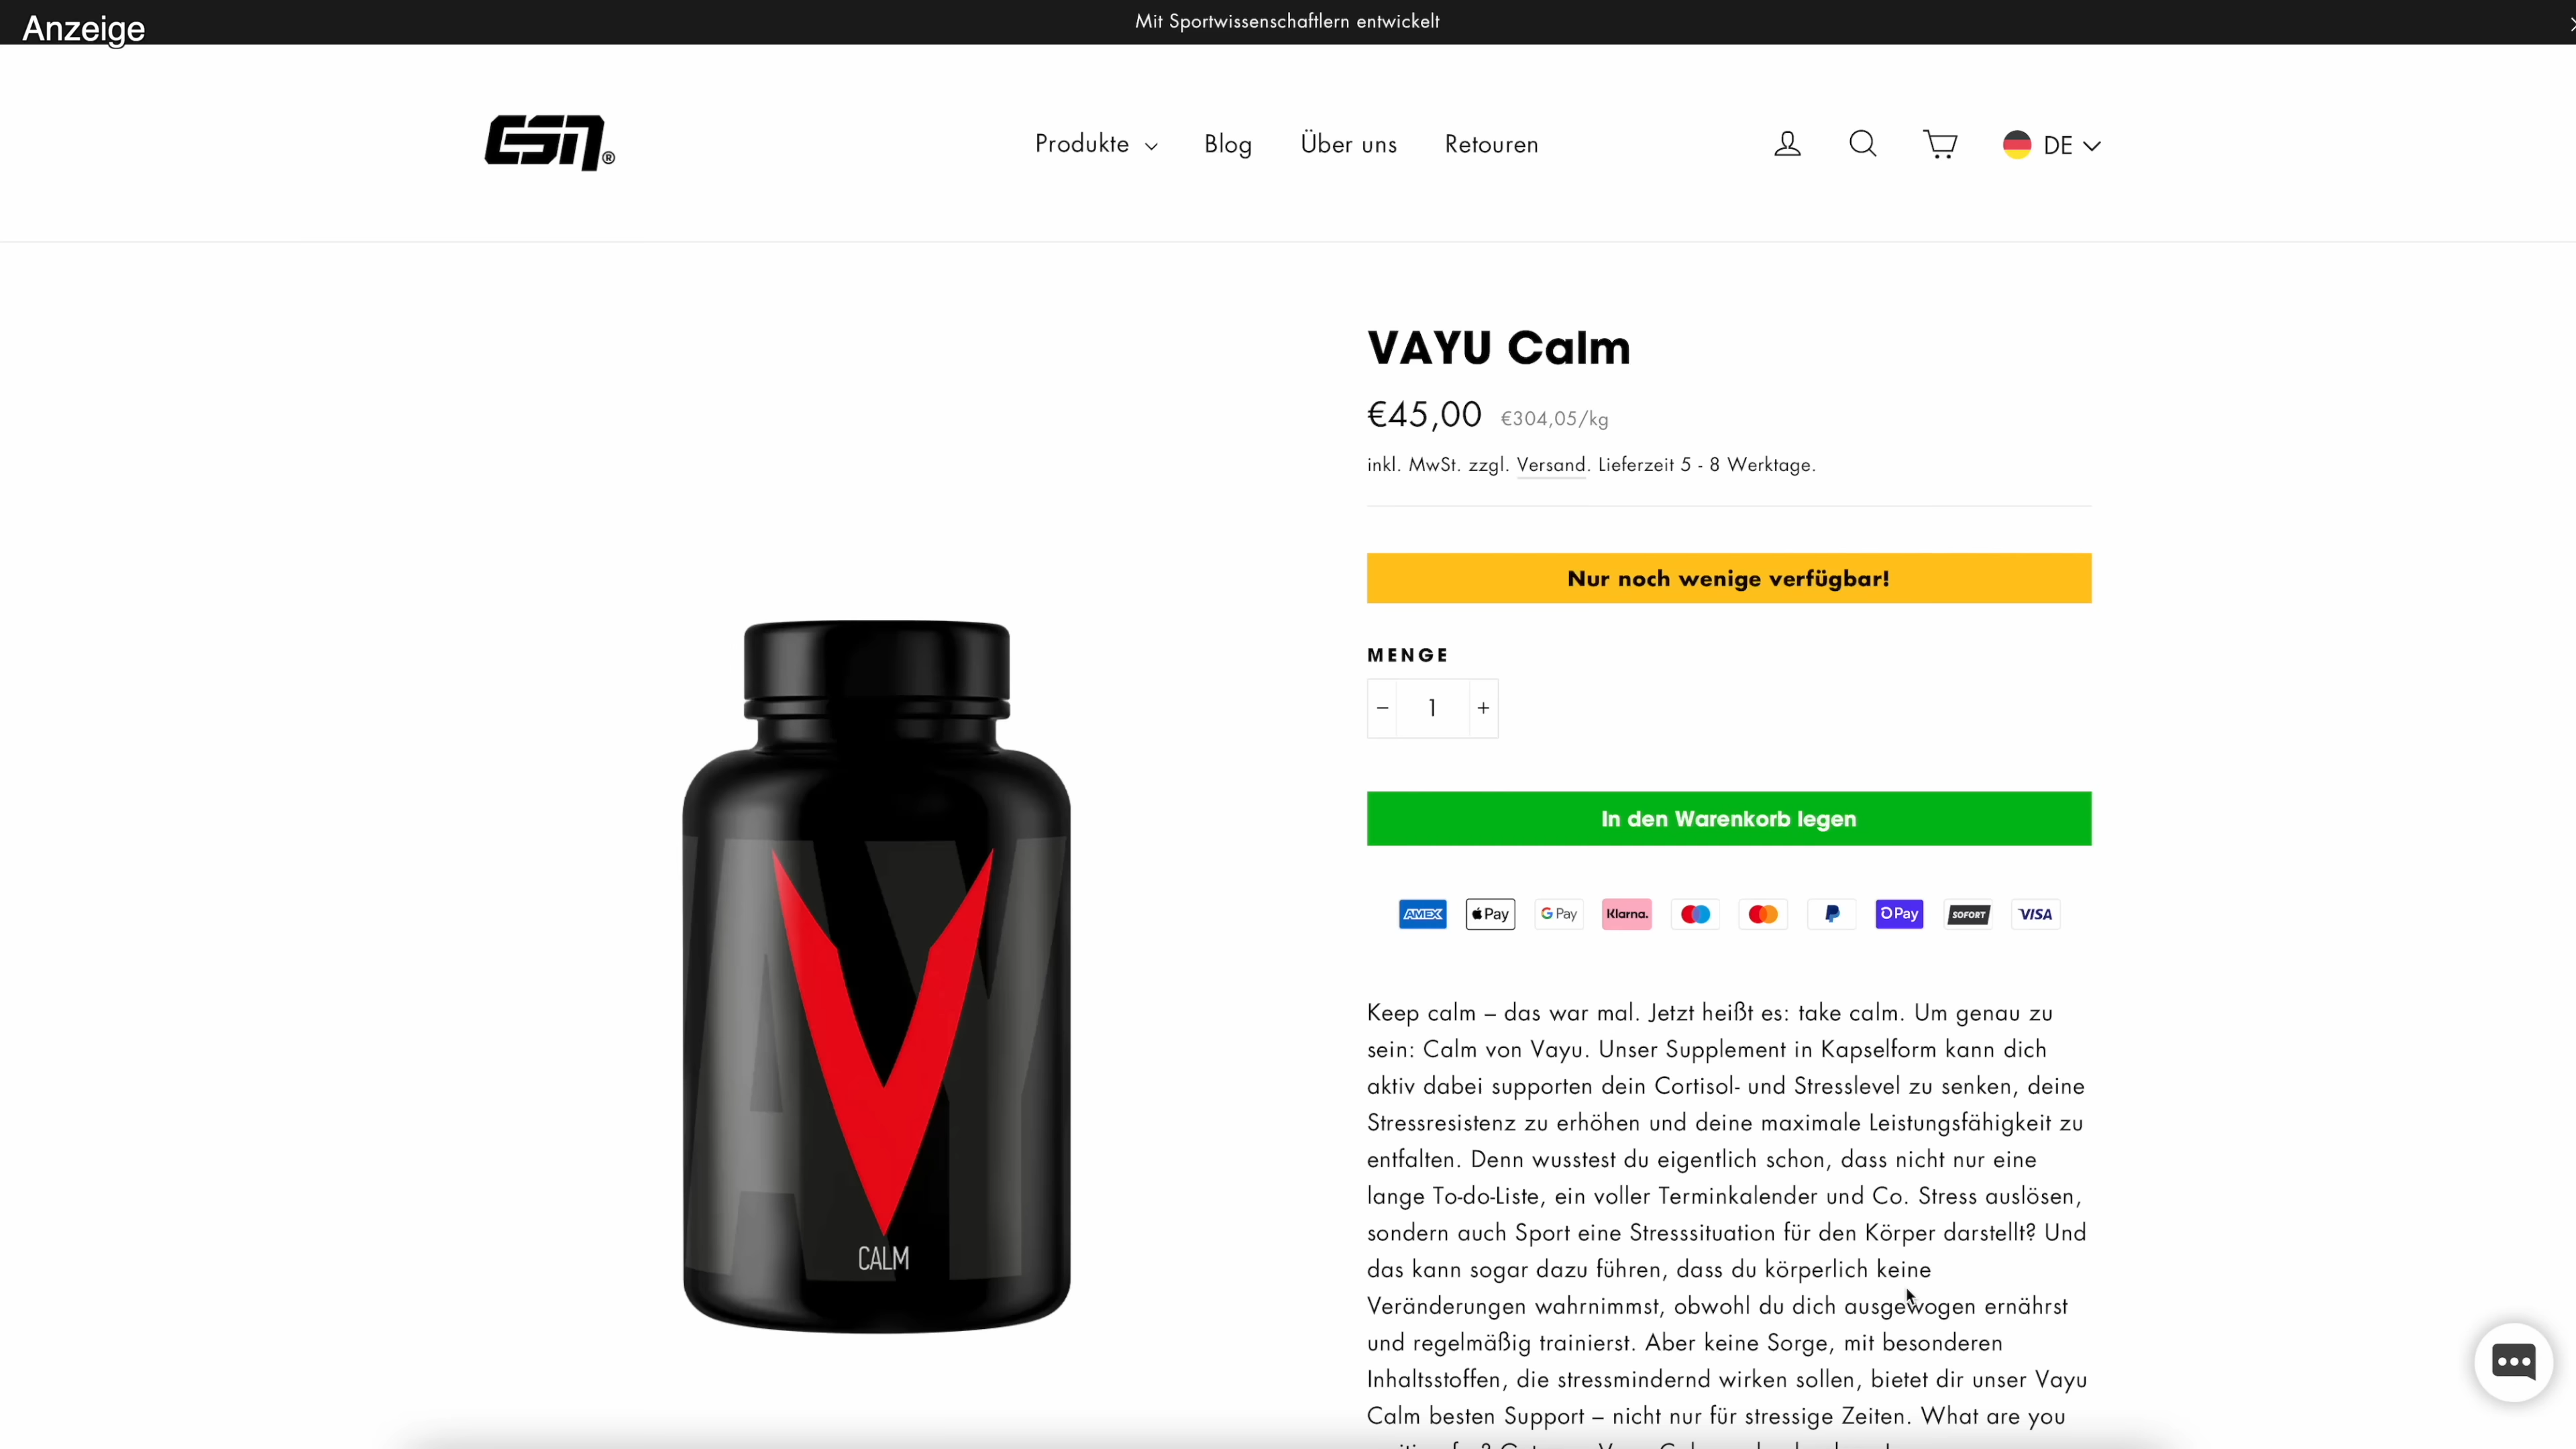 Anzeige
Mit Sportwissenschaftlern entwickelt
ESN®
Produkte
Blog
Über uns
Retouren
DE
VAYU Calm
€45,00 €304,05/kg
inkl. MwSt. zzgl. Versand. Lieferzeit 5 - 8 Werktage.
Nur noch wenige verfügbar!
MENGE
− 1 +
In den Warenkorb legen
AMEX Pay G Pay Klarna. Pay SOFORT VISA
V
CALM
Keep calm – das war mal. Jetzt heißt es: take calm. Um genau zu
sein: Calm von Vayu. Unser Supplement in Kapselform kann dich
aktiv dabei supporten dein Cortisol- und Stresslevel zu senken, deine
Stressresistenz zu erhöhen und deine maximale Leistungsfähigkeit zu
entfalten. Denn wusstest du eigentlich schon, dass nicht nur eine
lange To-do-Liste, ein voller Terminkalender und Co. Stress auslösen,
sondern auch Sport eine Stresssituation für den Körper darstellt? Und
das kann sogar dazu führen, dass du körperlich keine
Veränderungen wahrnimmst, obwohl du dich ausgewogen ernährst
und regelmäßig trainierst. Aber keine Sorge, mit besonderen
Inhaltsstoffen, die stressmindernd wirken sollen, bietet dir unser Vayu
Calm besten Support – nicht nur für stressige Zeiten. What are you